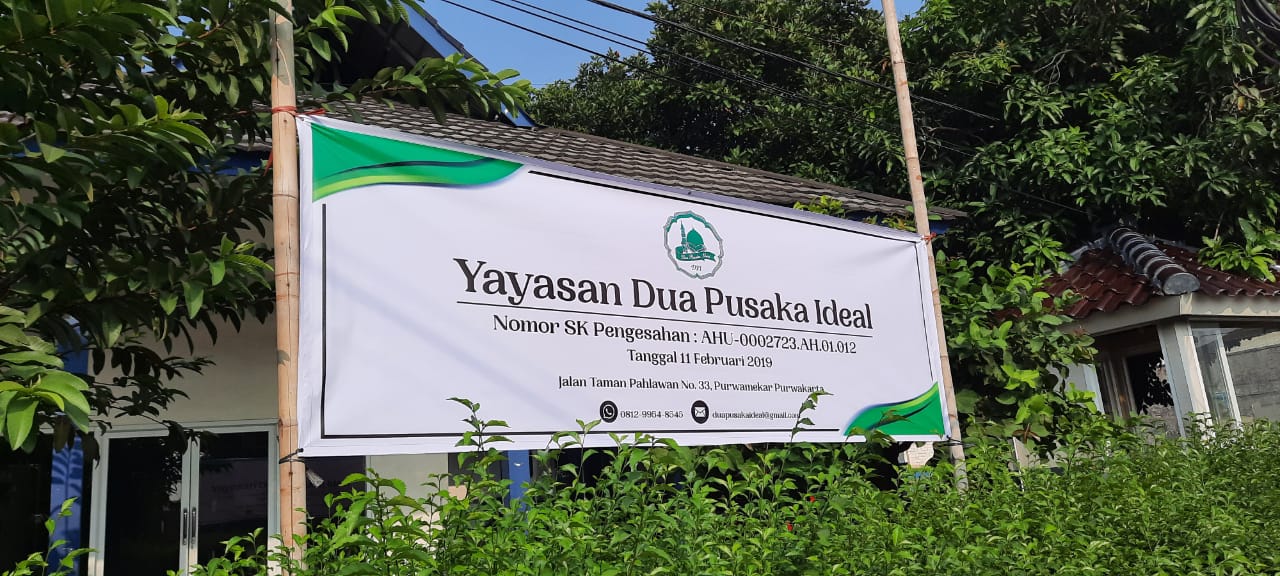 Yayasan Dua Pusaka Ideal
Nomor SK Pengesahan : AHU-0002723.AH.01.012
Tanggal 11 Februari 2019
Jalan Taman Pahlawan No. 33, Purwamekar Purwakarta
0812-9954-8545 duapusakaideal@gmail.com